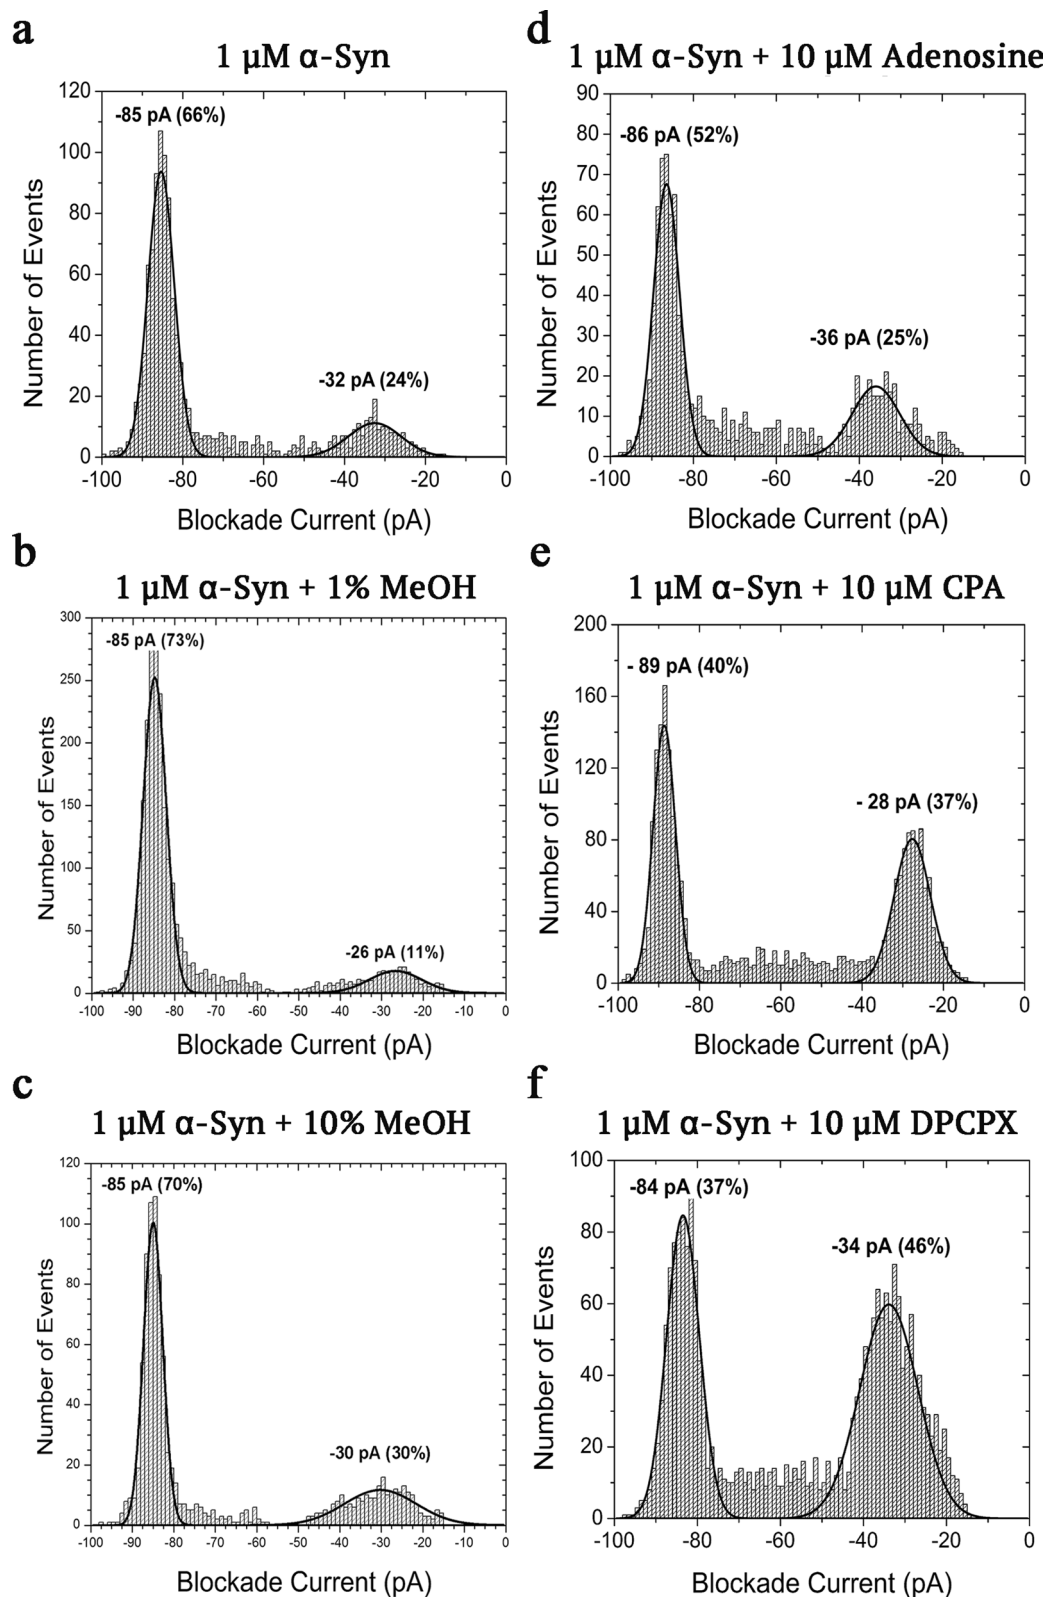 a
1 μM α-Syn
-85 pA (66%)
-32 pA (24%)
120
100
80
60
40
20
0
-100 -80 -60 -40 -20 0
Number of Events
Blockade Current (pA)
b
1 μM α-Syn + 1% MeOH
-85 pA (73%)
-26 pA (11%)
300
250
200
150
100
50
0
-100 -90 -80 -70 -60 -50 -40 -30 -20 -10 0
Number of Events
Blockade Current (pA)
c
1 μM α-Syn + 10% MeOH
-85 pA (70%)
-30 pA (30%)
120
100
80
60
40
20
0
-100 -90 -80 -70 -60 -50 -40 -30 -20 -10 0
Number of Events
Blockade Current (pA)
d
1 μM α-Syn + 10 μM Adenosine
-86 pA (52%)
-36 pA (25%)
90
80
70
60
50
40
30
20
10
0
-100 -80 -60 -40 -20 0
Number of Events
Blockade Current (pA)
e
1 μM α-Syn + 10 μM CPA
- 89 pA (40%)
- 28 pA (37%)
200
160
120
80
40
0
-100 -80 -60 -40 -20 0
Number of Events
Blockade Current (pA)
f
1 μM α-Syn + 10 μM DPCPX
-84 pA (37%)
-34 pA (46%)
100
80
60
40
20
0
-100 -80 -60 -40 -20 0
Number of Events
Blockade Current (pA)